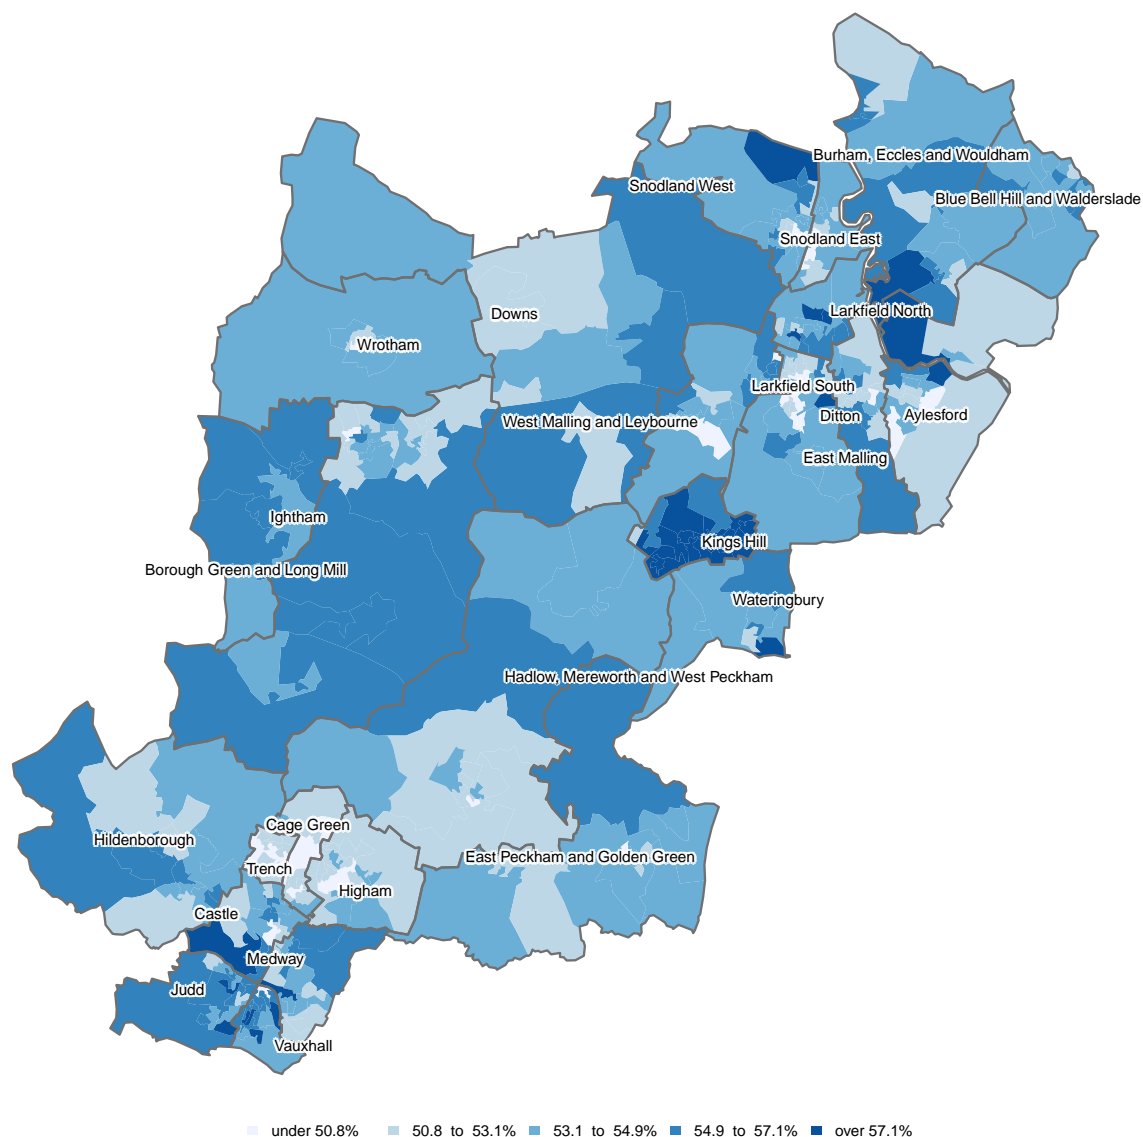 Burham, Eccles and Wouldham
Snodland West
Blue Bell Hill and Walderslade
Snodland East
Larkfield North
Downs
Wrotham
Larkfield South
Ditton
Aylesford
West Malling and Leybourne
East Malling
Ightham
Kings Hill
Borough Green and Long Mill
Wateringbury
Hadlow, Mereworth and West Peckham
Cage Green
Hildenborough
East Peckham and Golden Green
Trench
Higham
Castle
Medway
Judd
Vauxhall
under 50.8% 50.8 to 53.1% 53.1 to 54.9% 54.9 to 57.1% over 57.1%